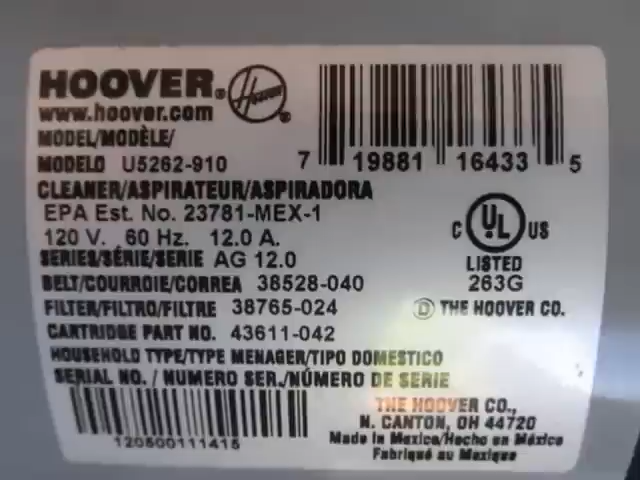 HOOVER. Hoover
www.hoover.com
MODEL/MODÈLE/
MODELO U5262-910
7 19881 16433 5
CLEANER/ASPIRATEUR/ASPIRADORA
EPA Est. No. 23781-MEX-1
120 V. 60 Hz. 12.0 A.
C UL US
SERIES/SÉRIE/SERIE AG 12.0
LISTED
263G
BELT/COURROIE/CORREA 38528-040
FILTER/FILTRO/FILTRE 38765-024
D THE HOOVER CO.
CARTRIDGE PART NO. 43611-042
HOUSEHOLD TYPE/TYPE MENAGER/TIPO DOMESTICO
SERIAL NO. / NUMERO SER./NÚMERO DE SERIE
120500111415
THE HOOVER CO.,
N. CANTON, OH 44720
Made in Mexico/Hecho en México
Fabriqué au Mexique